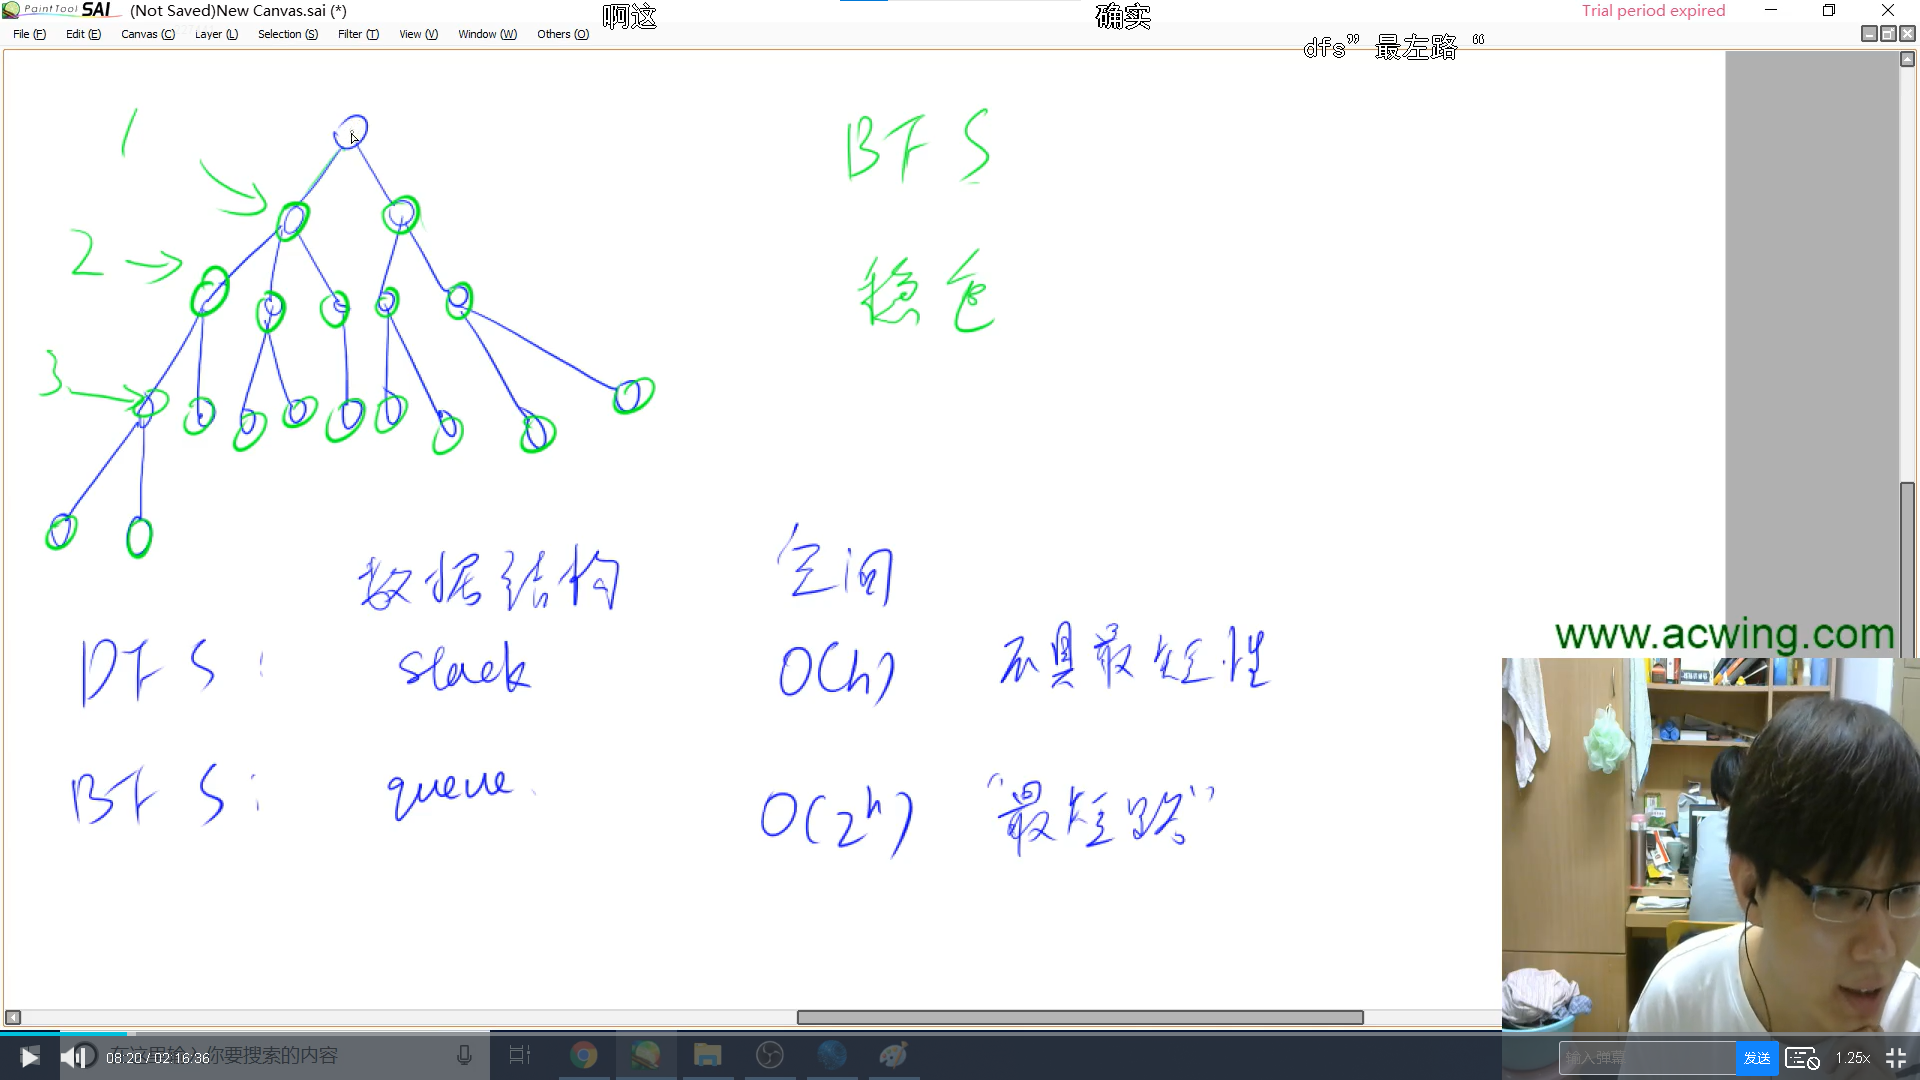 PaintTool SAI (Not Saved)New Canvas.sai (*) 啊这 确实 Trial period expired
File (F) Edit (E) Canvas (C) Layer (L) Selection (S) Filter (T) View (V) Window (W) Others (O)
dfs” 最左路 “
1
BFS
2
稳
3
数据结构 空间
www.acwing.com
DFS: stack O(h) 不具最短性
BFS: queue O(2^h) “最短路”
在这里输入你要搜索的内容
08:20 / 02:16:36 输入弹幕 发送 1.25x